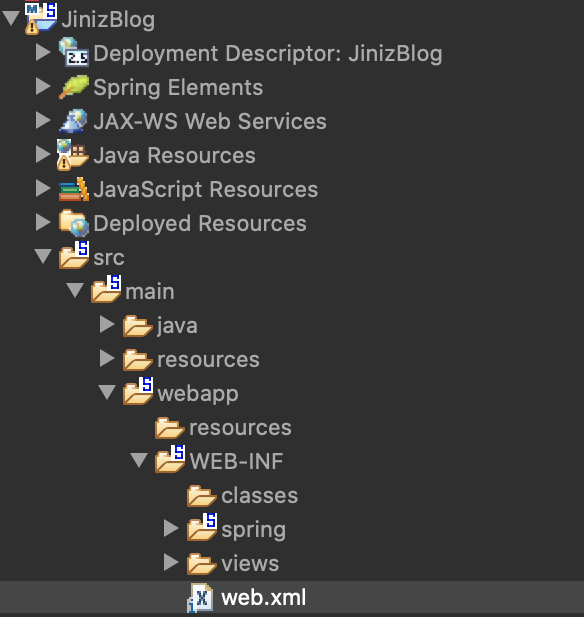 JinizBlog
Deployment Descriptor: JinizBlog
Spring Elements
JAX-WS Web Services
Java Resources
JavaScript Resources
Deployed Resources
src
main
java
resources
webapp
resources
WEB-INF
classes
spring
views
web.xml